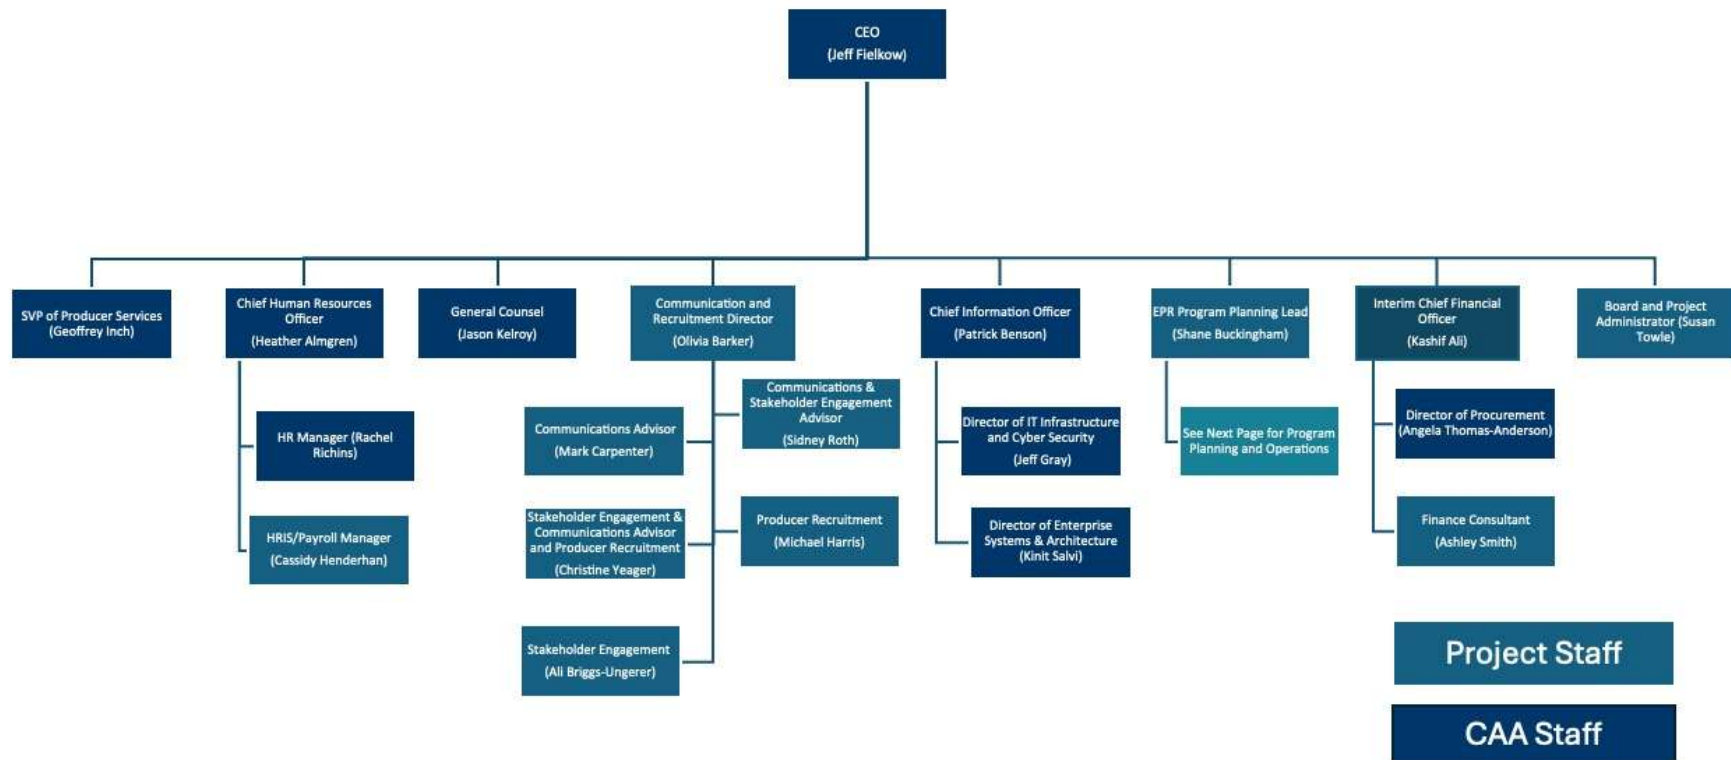 CEO
(Jeff Fielkow)
SVP of Producer Services
(Geoffrey Inch)
Chief Human Resources
Officer
(Heather Almgren)
General Counsel
(Jason Kelroy)
Communication and
Recruitment Director
(Olivia Barker)
Chief Information Officer
(Patrick Benson)
EPR Program Planning Lead
(Shane Buckingham)
Interim Chief Financial
Officer
(Kashif Ali)
Board and Project
Administrator (Susan
Towle)
HR Manager (Rachel
Richins)
HRIS/Payroll Manager
(Cassidy Henderhan)
Communications Advisor
(Mark Carpenter)
Communications &
Stakeholder Engagement
Advisor
(Sidney Roth)
Stakeholder Engagement &
Communications Advisor
and Producer Recruitment
(Christine Yeager)
Producer Recruitment
(Michael Harris)
Stakeholder Engagement
(Ali Briggs-Ungerer)
Director of IT Infrastructure
and Cyber Security
(Jeff Gray)
Director of Enterprise
Systems & Architecture
(Kinit Salvi)
See Next Page for Program
Planning and Operations
Director of Procurement
(Angela Thomas-Anderson)
Finance Consultant
(Ashley Smith)
Project Staff
CAA Staff